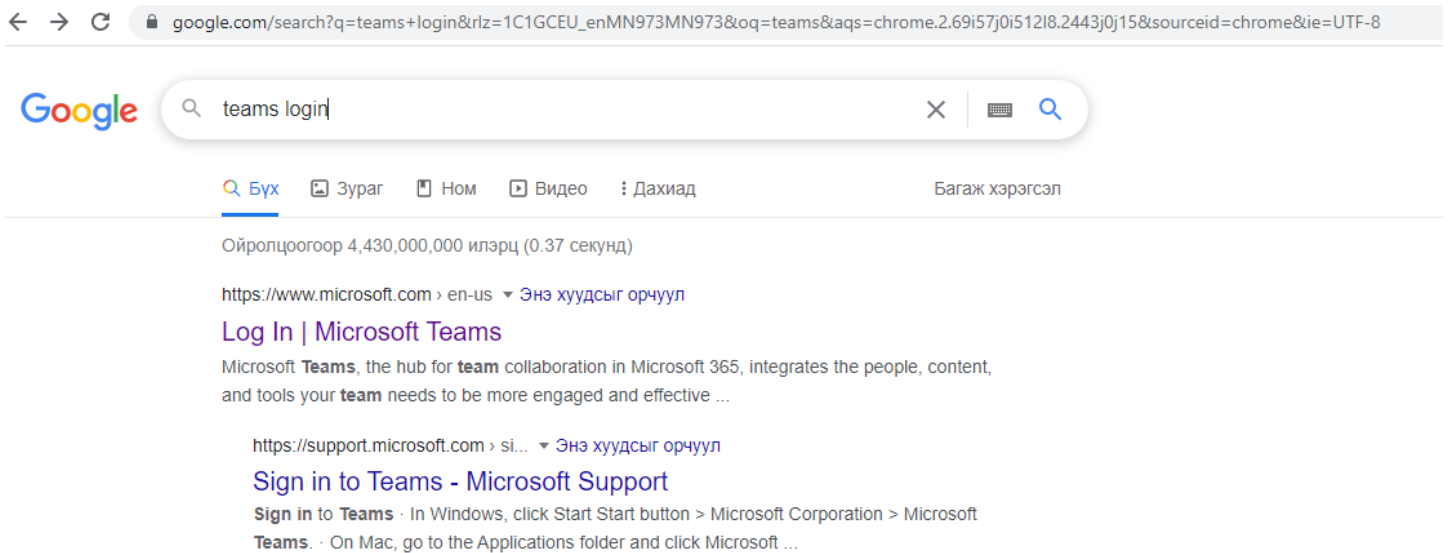 google.com/search?q=teams+login&rlz=1C1GCEU_enMN973MN973&oq=teams&aqs=chrome.2.69i57j0i512l8.2443j0j15&sourceid=chrome&ie=UTF-8
Google teams login
Бүх Зураг Ном Видео Дахиад Багаж хэрэгсэл
Ойролцоогоор 4,430,000,000 илэрц (0.37 секунд)
https://www.microsoft.com › en-us Энэ хуудсыг орчуул
Log In | Microsoft Teams
Microsoft Teams, the hub for team collaboration in Microsoft 365, integrates the people, content,
and tools your team needs to be more engaged and effective ...
https://support.microsoft.com › si... Энэ хуудсыг орчуул
Sign in to Teams - Microsoft Support
Sign in to Teams · In Windows, click Start Start button > Microsoft Corporation > Microsoft
Teams. · On Mac, go to the Applications folder and click Microsoft ...